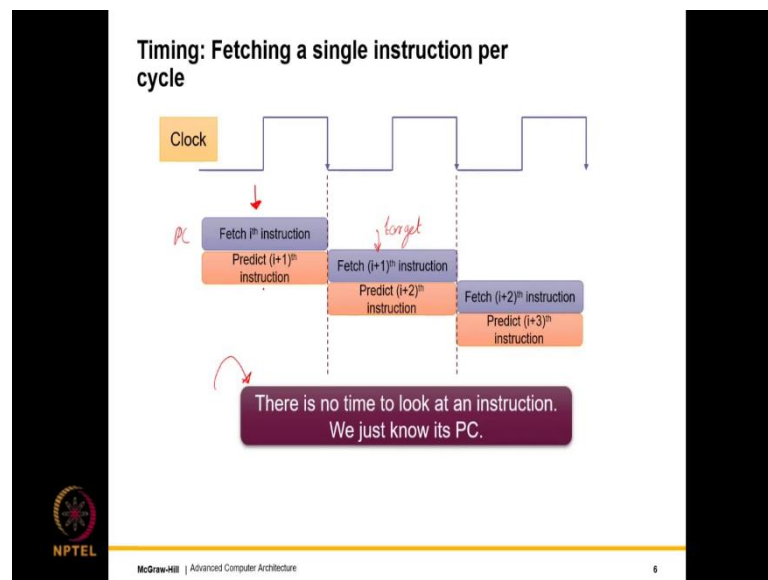 Timing: Fetching a single instruction per
cycle
Clock
PC
Fetch ith instruction
Predict (i+1)th
instruction
target
Fetch (i+1)th instruction
Predict (i+2)th
instruction
Fetch (i+2)th instruction
Predict (i+3)th
instruction
There is no time to look at an instruction.
We just know its PC.
NPTEL
McGraw-Hill | Advanced Computer Architecture
6